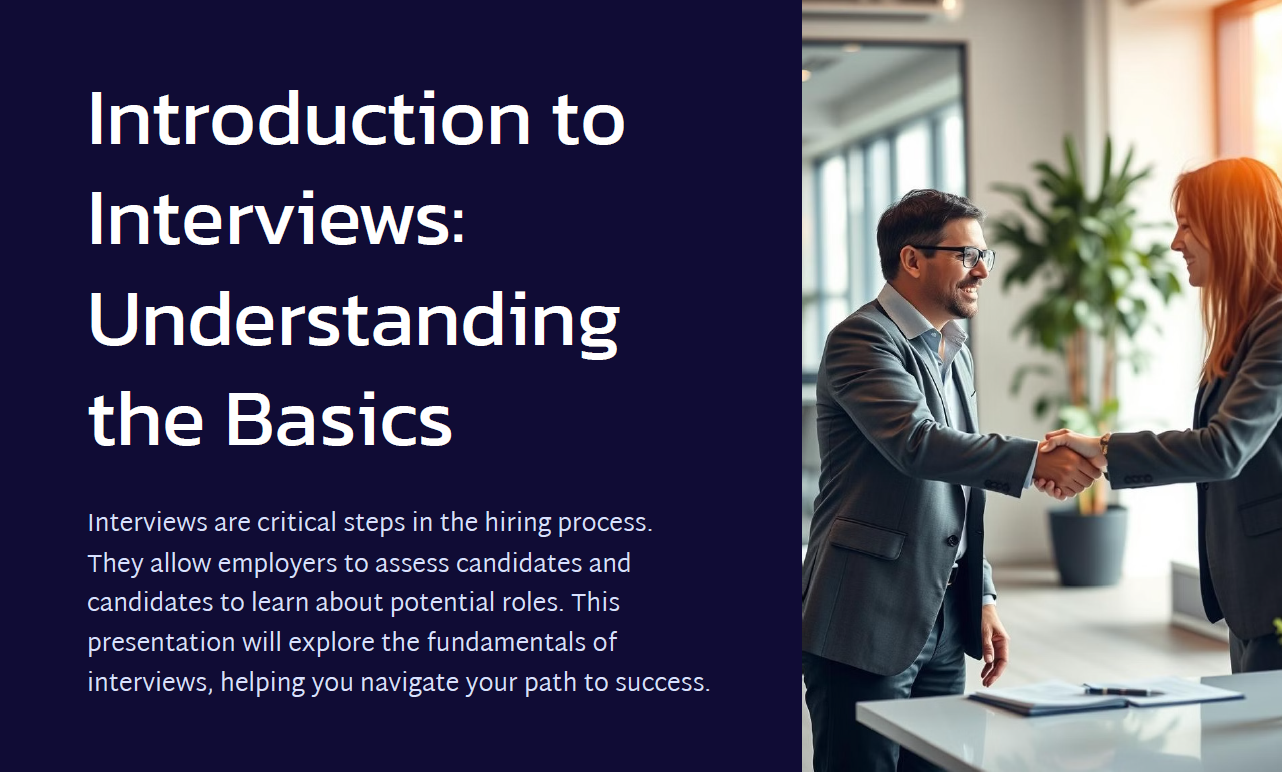 Introduction to
Interviews:
Understanding
the Basics
Interviews are critical steps in the hiring process.
They allow employers to assess candidates and
candidates to learn about potential roles. This
presentation will explore the fundamentals of
interviews, helping you navigate your path to success.